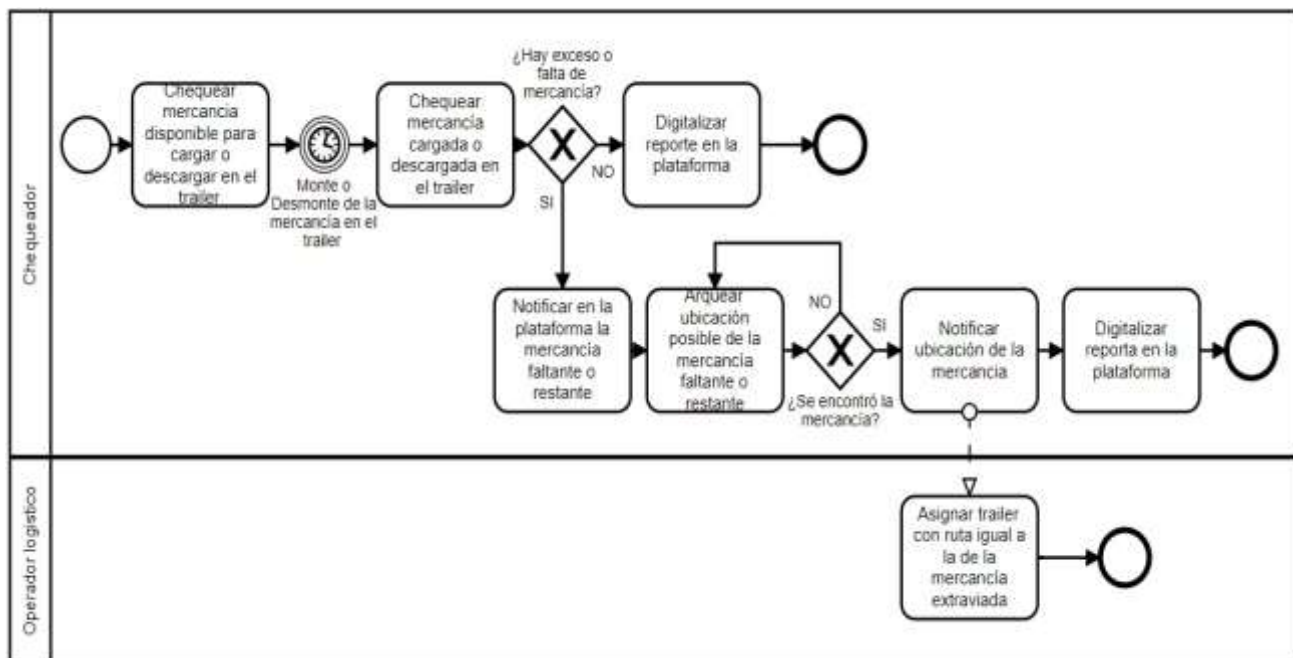 Chequeador
Chequear
mercancia
disponible para
cargar o
descargar en el
trailer
Monte o
Desmonte de la
mercancía en el
trailer
Chequear
mercancía
cargada o
descargada en
el trailer
¿Hay exceso o
falta de
mercancía?
NO
SI
Digitalizar
reporte en la
plataforma
Notificar en la
plataforma la
mercancía
faltante o
restante
Arquear
ubicación
posible de la
mercancía
faltante o
restante
NO
SI
¿Se encontró la
mercancía?
Notificar
ubicación de la
mercancia
Digitalizar
reporta en la
plataforma
Operador logistico
Asignar trailer
con ruta igual a
la de la
mercancía
extraviada